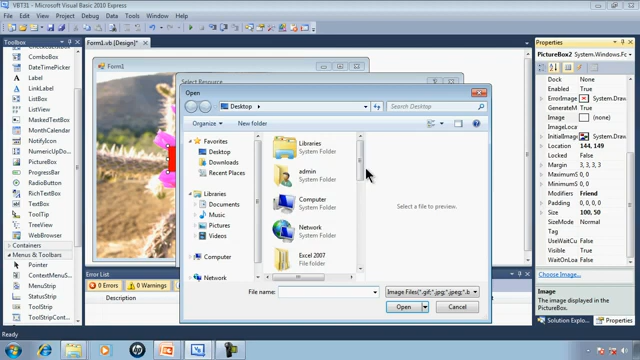 VBT31 - Microsoft Visual Basic 2010 Express
File Edit View Project Debug Data Tools Window Help
Toolbox
ComboBox
DateTimePicker
Label
LinkLabel
ListBox
ListView
MaskedTextBox
MonthCalendar
NotifyIcon
NumericUpDo...
PictureBox
ProgressBar
RadioButton
RichTextBox
TextBox
ToolTip
TreeView
WebBrowser
Containers
Menus & Toolbars
Pointer
ContextMenuS...
MenuStrip
StatusStrip
ToolStrip
ToolStripConta...
Form1.vb [Design]*
Form1
Select Resource
Open
Desktop
Search Desktop
Organize
New folder
Favorites
Desktop
Downloads
Recent Places
Libraries
Documents
Music
Pictures
Videos
Computer
Network
Libraries
System Folder
admin
System Folder
Computer
System Folder
Network
System Folder
Excel 2007
File folder
Select a file to preview.
File name:
Image Files(*.gif;*.jpg;*.jpeg;*.b
Open
Cancel
Error List
0 Errors
0 Warnings
Description
Properties
PictureBox2 System.Windows.Fo
Dock None
Enabled True
ErrorImage System.Draw
GenerateM True
Image (none)
ImageLoca
InitialImage System.Draw
Location 144, 149
Locked False
Margin 3, 3, 3, 3
MaximumS 0, 0
MinimumS 0, 0
Modifiers Friend
Padding 0, 0, 0, 0
Size 100, 50
SizeMode Normal
Tag
UseWaitCu False
Visible True
WaitOnLoa False
Choose Image...
Image
The image displayed in the PictureBox.
Solution Explo...
Properties
Ready